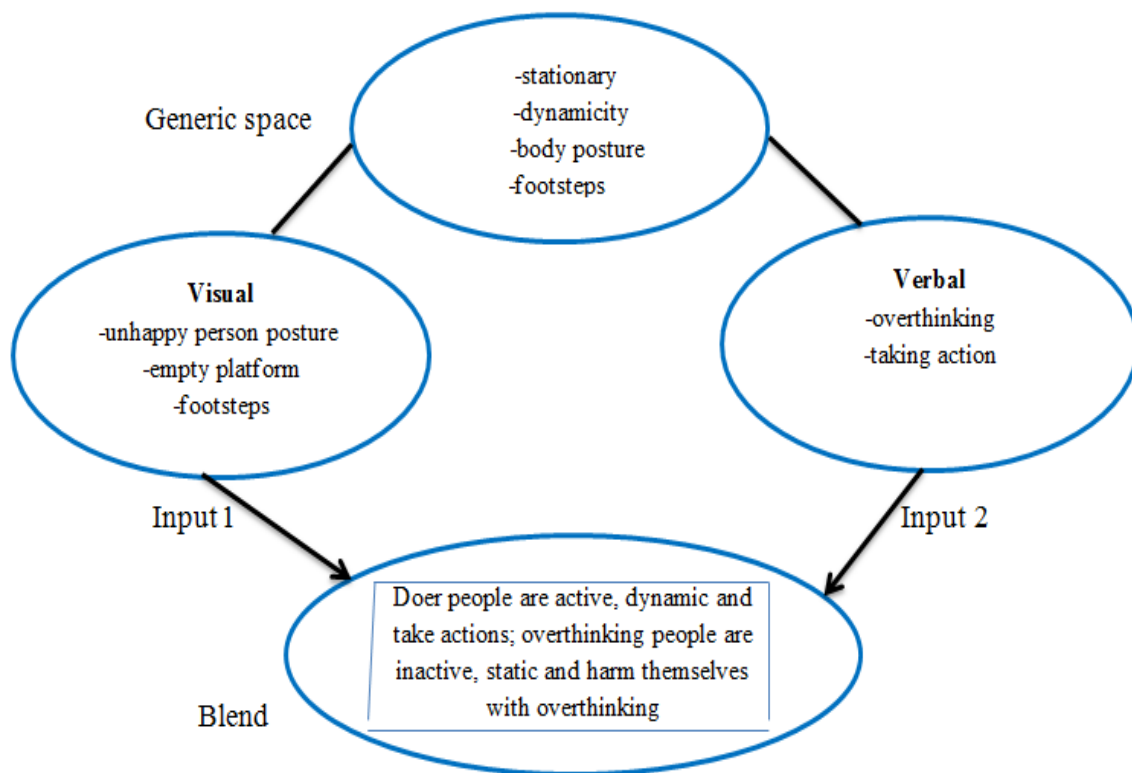 -stationary
-dynamicity
-body posture
-footsteps
Generic space
Visual
-unhappy person posture
-empty platform
-footsteps
Verbal
-overthinking
-taking action
Input 1
Input 2
Doer people are active, dynamic and
take actions; overthinking people are
inactive, static and harm themselves
with overthinking
Blend